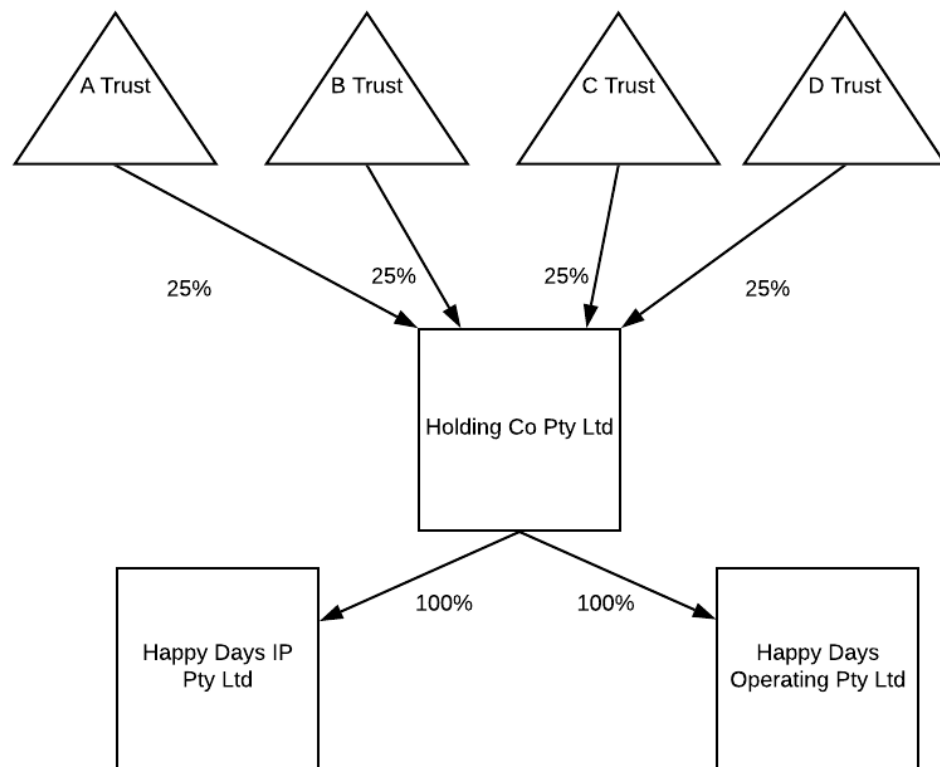 A Trust
B Trust
C Trust
D Trust
25%
25%
25%
25%
Holding Co Pty Ltd
100%
100%
Happy Days IP
Pty Ltd
Happy Days
Operating Pty Ltd